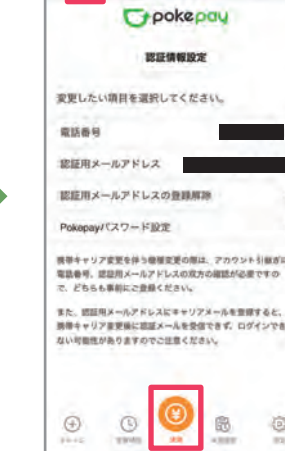 pokepay
認証情報設定
変更したい項目を選択してください。
電話番号
認証用メールアドレス
認証用メールアドレスの登録解除
Pokepayパスワード設定
携帯キャリア変更を伴う機種変更の際は、アカウント引継ぎに
電話番号、認証用メールアドレスの双方の確認が必要ですの
で、どちらも事前にご登録ください。
また、認証用メールアドレスにキャリアメールを登録すると、
携帯キャリア変更後に認証メールを受信できず、ログインでき
ない可能性がありますのでご注意ください。